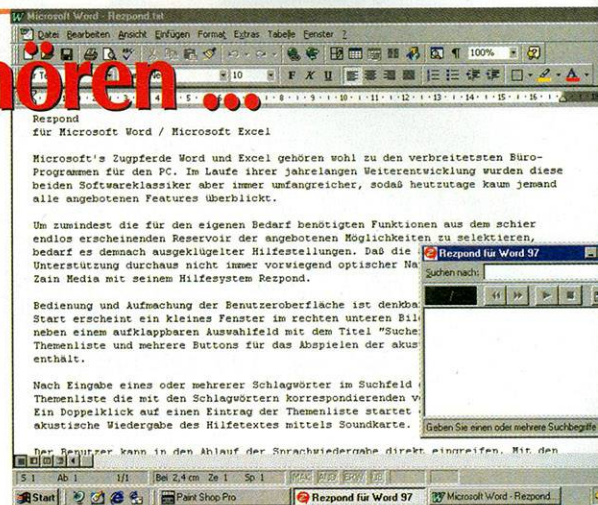 Microsoft Word - Rezpond.txt
Datei Bearbeiten Ansicht Einfügen Format Extras Tabelle Fenster ?
100%
ören ...
10 F K U
Rezpond
für Microsoft Word / Microsoft Excel
Microsoft's Zugpferde Word und Excel gehören wohl zu den verbreitetsten Büro-
Programmen für den PC. Im Laufe ihrer jahrelangen Weiterentwicklung wurden diese
beiden Softwareklassiker aber immer umfangreicher, sodaß heutzutage kaum jemand
alle angebotenen Features überblickt.
Um zumindest die für den eigenen Bedarf benötigten Funktionen aus dem schier
endlos erscheinenden Reservoir der angebotenen Möglichkeiten zu selektieren,
bedarf es demnach ausgeklügelter Hilfestellungen. Daß die
Unterstützung durchaus nicht immer vorwiegend optischer Na
Zain Media mit seinem Hilfesystem Rezpond.
Bedienung und Aufmachung der Benutzeroberfläche ist denkba
Start erscheint ein kleines Fenster im rechten unteren Bil
neben einem aufklappbaren Auswahlfeld mit dem Titel "Suche
Themenliste und mehrere Buttons für das Abspielen der akus
enthält.
Nach Eingabe eines oder mehrerer Schlagwörter im Suchfeld
Themenliste die mit den Schlagwörtern korrespondierenden v
Ein Doppelklick auf einen Eintrag der Themenliste startet
akustische Wiedergabe des Hilfetextes mittels Soundkarte.
Der Benutzer kann in den Ablauf der Sprachwiedergabe direkt eingreifen. Mit den
Rezpond für Word 97
Suchen nach:
Geben Sie einen oder mehrere Suchbegriffe
S 1 Ab 1 1/1 Bei 2,4 cm Ze 1 Sp 1 MAK ÄND ERW ÜB
Start Paint Shop Pro Rezpond für Word 97 Microsoft Word - Rezpond...